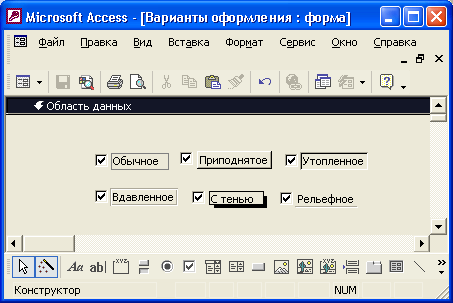 Microsoft Access - [Варианты оформления : форма]
Файл Правка Вид Вставка Формат Сервис Окно Справка
Область данных
Обычное Приподнятое Утопленное
Вдавленное С тенью Рельефное
Aa ab| XYZ
Конструктор NUM